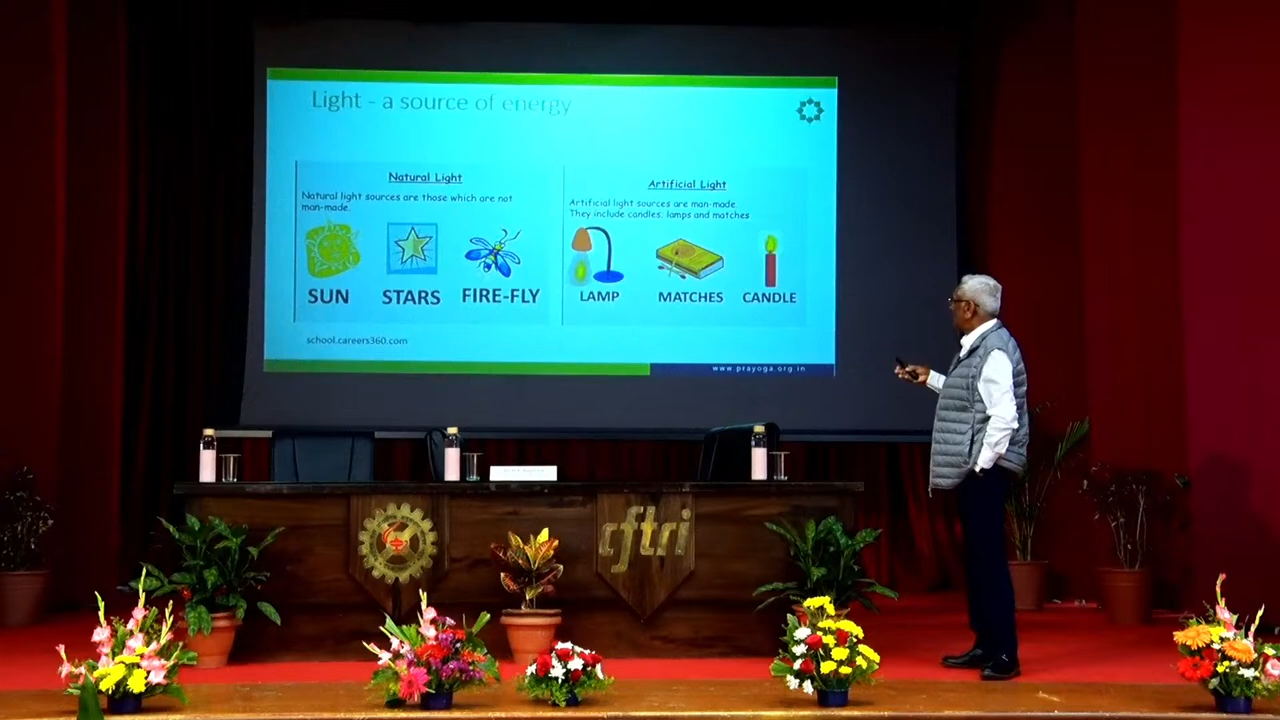 Light - a source of energy
Natural Light
Natural light sources are those which are not
man-made.
SUN
STARS
FIRE-FLY
Artificial Light
Artificial light sources are man-made.
They include candles, lamps and matches
LAMP
MATCHES
CANDLE
school.careers360.com
www.prayoga.org.in
cftri